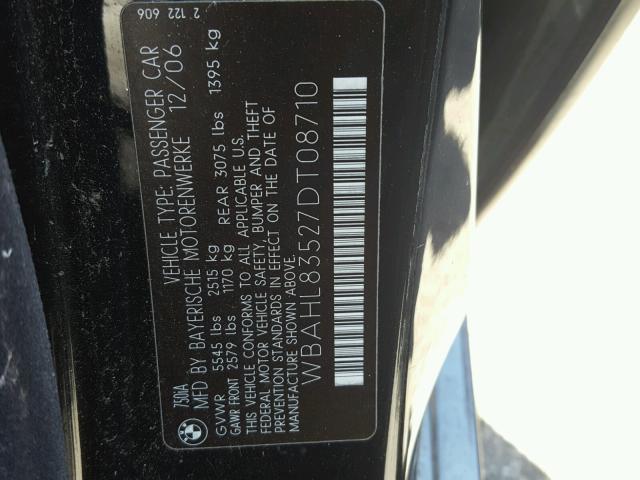 750iA
VEHICLE TYPE: PASSENGER CAR
MFD BY BAYERISCHE MOTORENWERKE 12/06
GVWR 5545 lbs 2515 kg
GAWR FRONT 2579 lbs 1170 kg REAR 3075 lbs 1395 kg
THIS VEHICLE CONFORMS TO ALL APPLICABLE U.S.
FEDERAL MOTOR VEHICLE SAFETY, BUMPER AND THEFT
PREVENTION STANDARDS IN EFFECT ON THE DATE OF
MANUFACTURE SHOWN ABOVE.
WBAHL83527DT08710
2 122 606